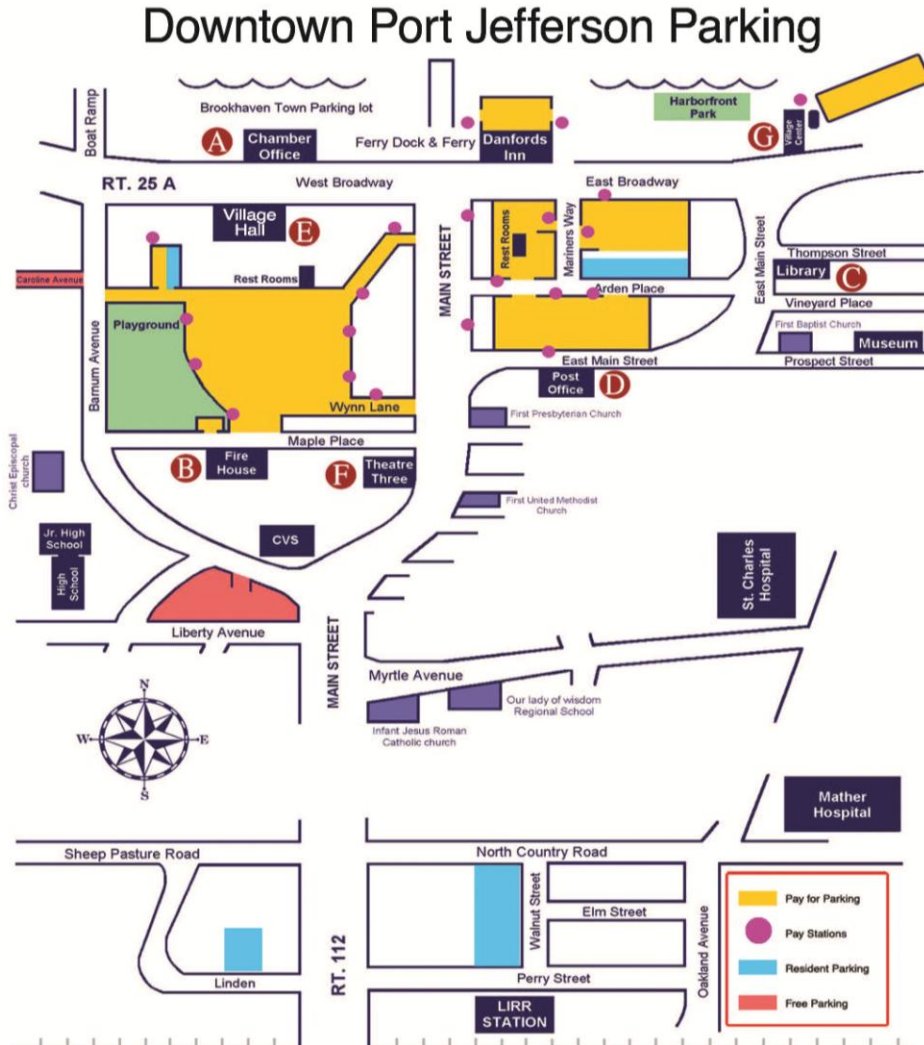 Downtown Port Jefferson Parking
Boat Ramp
Brookhaven Town Parking lot
A
Chamber
Office
Ferry Dock & Ferry
Danfords
Inn
Harborfront
Park
G
Village
Center
RT. 25 A
West Broadway
East Broadway
Village
Hall
E
Rest Rooms
MAIN STREET
Rest Rooms
Mariners Way
East Main Street
Thompson Street
Library
C
Caroline Avenue
Arden Place
Vineyard Place
Playground
Barnum Avenue
First Baptist Church
Museum
East Main Street
Prospect Street
Post
Office
D
Wynn Lane
First Presbyterian Church
Maple Place
B
Fire
House
F
Theatre
Three
Christ Episcopal
church
First United Methodist
Church
Jr. High
School
High
School
CVS
St. Charles
Hospital
Liberty Avenue
MAIN STREET
Myrtle Avenue
Our lady of wisdom
Regional School
Infant Jesus Roman
Catholic church
N
W
E
S
Mather
Hospital
Sheep Pasture Road
North Country Road
Walnut Street
Elm Street
Oakland Avenue
RT. 112
Linden
Perry Street
LIRR
STATION
Pay for Parking
Pay Stations
Resident Parking
Free Parking